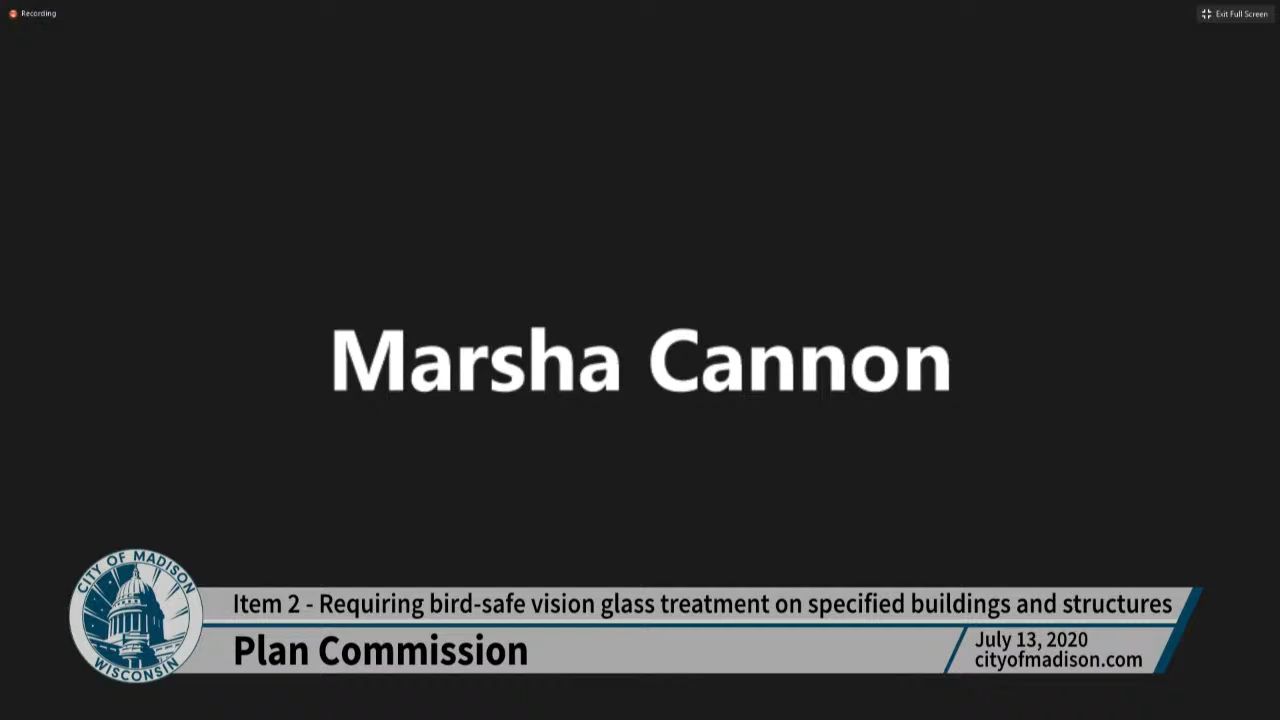 Recording
Exit Full Screen
Marsha Cannon
CITY OF MADISON
WISCONSIN
Item 2 - Requiring bird-safe vision glass treatment on specified buildings and structures
Plan Commission
July 13, 2020
cityofmadison.com